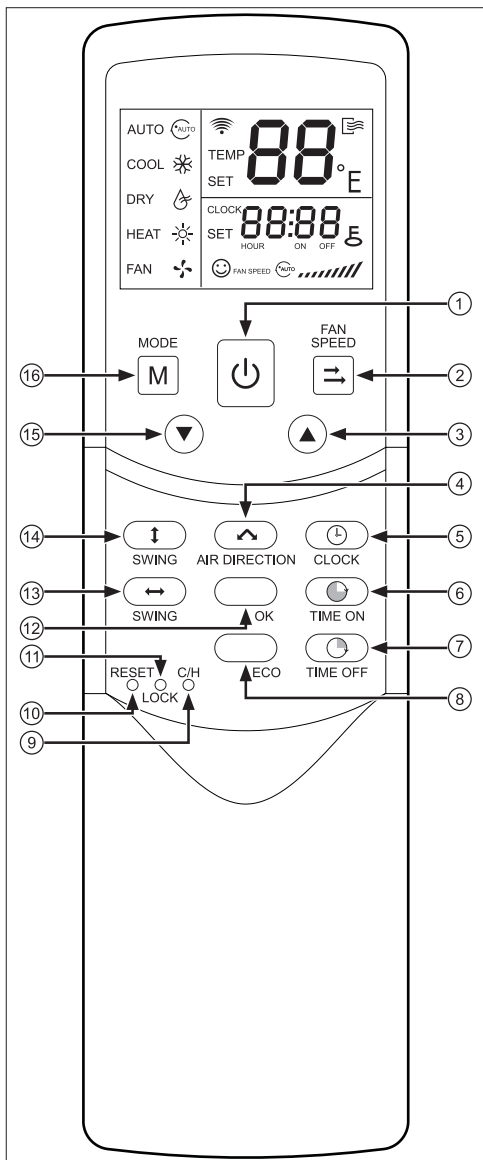 AUTO AUTO
TEMP 88°E
COOL
SET
DRY
CLOCK
SET 88:88
HOUR ON OFF
HEAT
FAN FAN SPEED AUTO
1
MODE
FAN
SPEED
16 M 2
15 3
4
14 5
SWING AIR DIRECTION CLOCK
13 6
SWING OK TIME ON
12
11 7
ECO TIME OFF
RESET C/H
LOCK 8
10 9